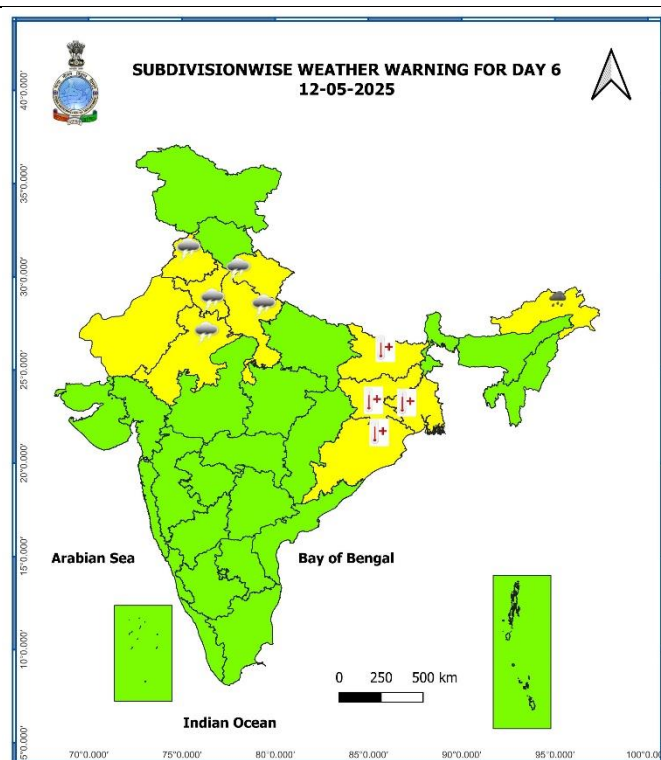 SUBDIVISIONWISE WEATHER WARNING FOR DAY 6
12-05-2025
40°0.000'
35°0.000'
30°0.000'
25°0.000'
20°0.000'
15°0.000'
10°0.000'
5°0.000'
Arabian Sea
Bay of Bengal
0 250 500 km
Indian Ocean
70°0.000' 75°0.000' 80°0.000' 85°0.000' 90°0.000' 95°0.000' 100°0.0